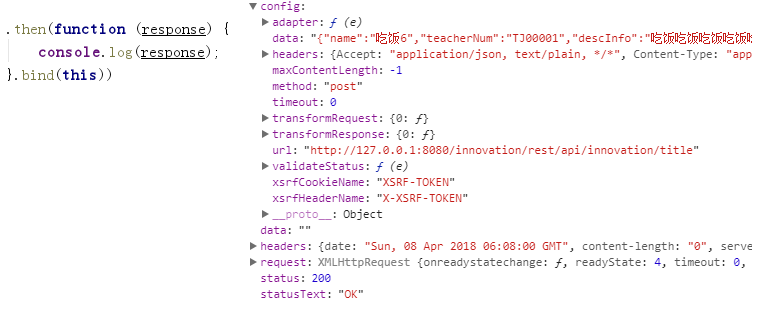 .then(function (response) {
console.log(response);
}.bind(this))
config:
adapter: ƒ (e)
data: "{"name":"吃饭6","teacherNum":"TJ00001","descInfo":"吃饭吃饭吃饭吃饭吃饭
headers: {Accept: "application/json, text/plain, */*", Content-Type: "app
maxContentLength: -1
method: "post"
timeout: 0
transformRequest: {0: ƒ}
transformResponse: {0: ƒ}
url: "http://127.0.0.1:8080/innovation/rest/api/innovation/title"
validateStatus: ƒ (e)
xsrfCookieName: "XSRF-TOKEN"
xsrfHeaderName: "X-XSRF-TOKEN"
__proto__: Object
data: ""
headers: {date: "Sun, 08 Apr 2018 06:08:00 GMT", content-length: "0", serve
request: XMLHttpRequest {onreadystatechange: ƒ, readyState: 4, timeout: 0,
status: 200
statusText: "OK"